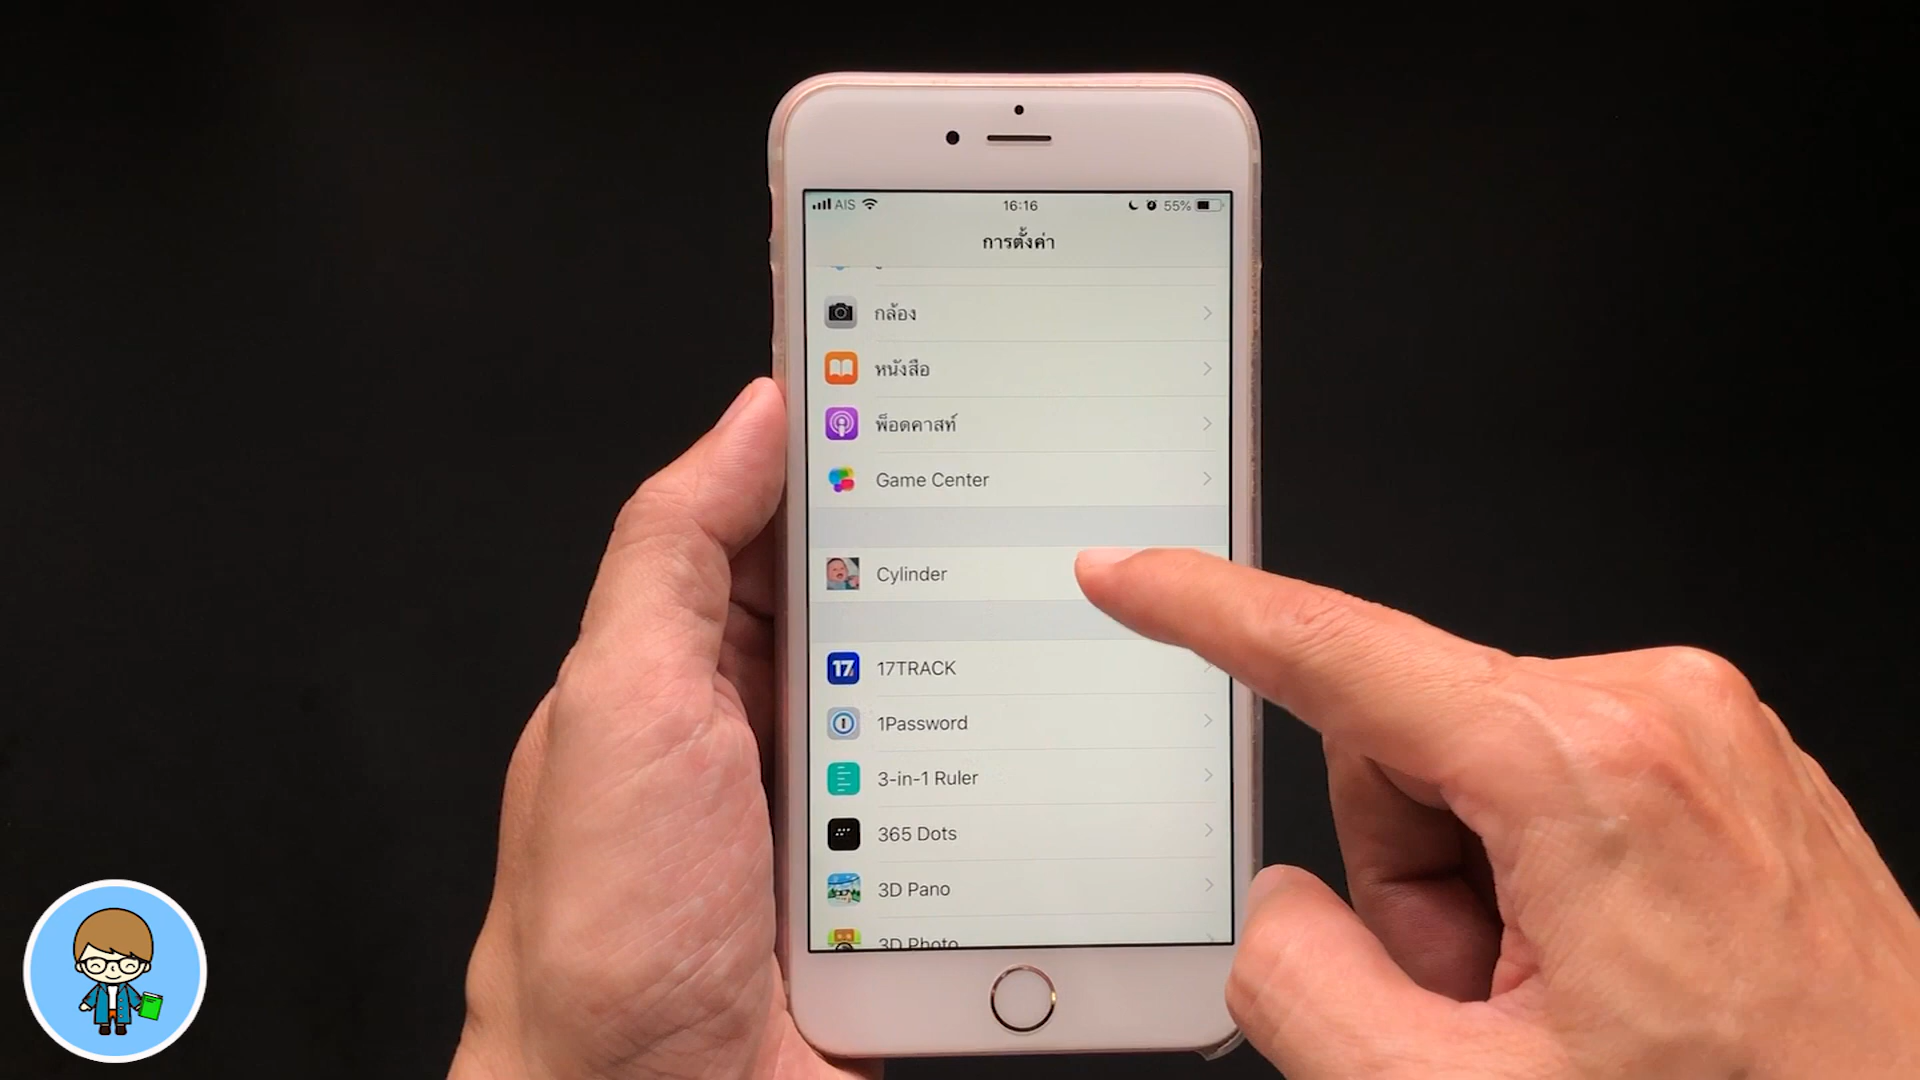 AIS 16:16 55%
การตั้งค่า
กล้อง
หนังสือ
พ็อดคาสท์
Game Center
Cylinder
17 17TRACK
1Password
3-in-1 Ruler
365 Dots
3D Pano
3D Photo